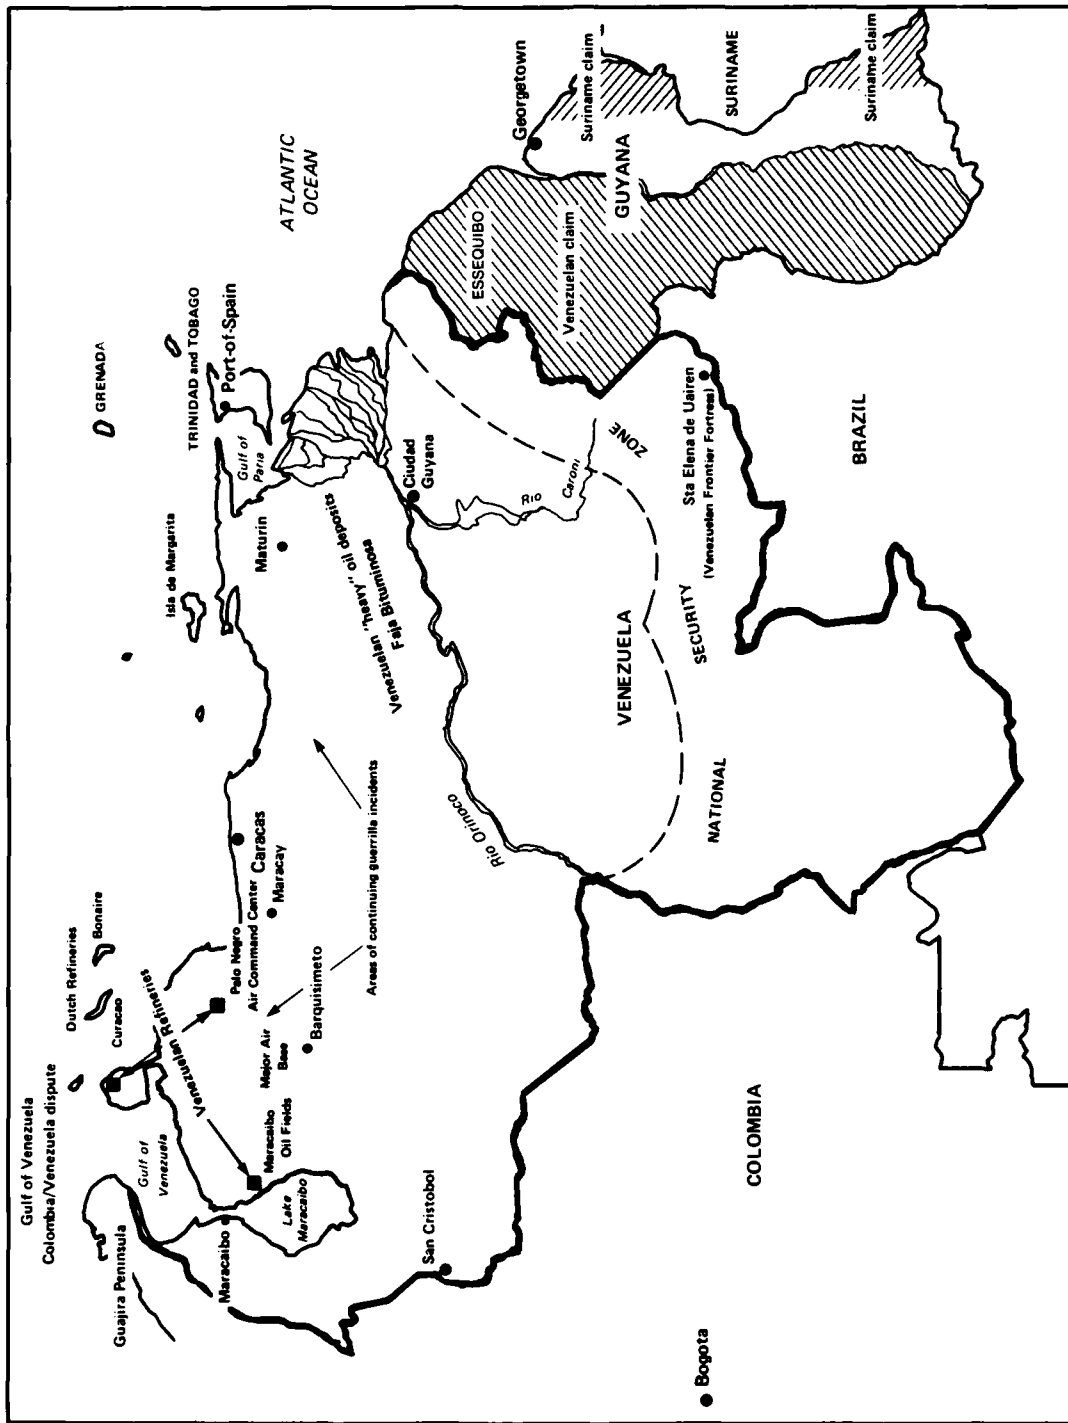 Gulf of Venezuela
Colombia/Venezuela dispute
Dutch Refineries
Curacao
Bonaire
GRENADA
TRINIDAD and TOBAGO
Port-of-Spain
Gulf of
Paria
Isla de Margarita
ATLANTIC
OCEAN
Guajira Peninsula
Gulf of
Venezuela
Venezuelan Refineries
Palo Negro
Air Command Center
Caracas
Maracay
Maturin
Maracaibo
Maracaibo
Oil Fields
Major Air
Base
Barquisimeto
Lake
Maracaibo
Areas of continuing guerrilla incidents
Venezuelan "heavy" oil deposits
Faja Bituminosa
Ciudad
Guyana
San Cristobol
Rio Orinoco
Rio
Caroni
ESSEQUIBO
Venezuelan claim
Georgetown
Suriname claim
GUYANA
VENEZUELA
NATIONAL
SECURITY
ZONE
Sta Elena de Uairen
(Venezuelan Frontier Fortress)
SURINAME
Suriname claim
Bogota
COLOMBIA
BRAZIL